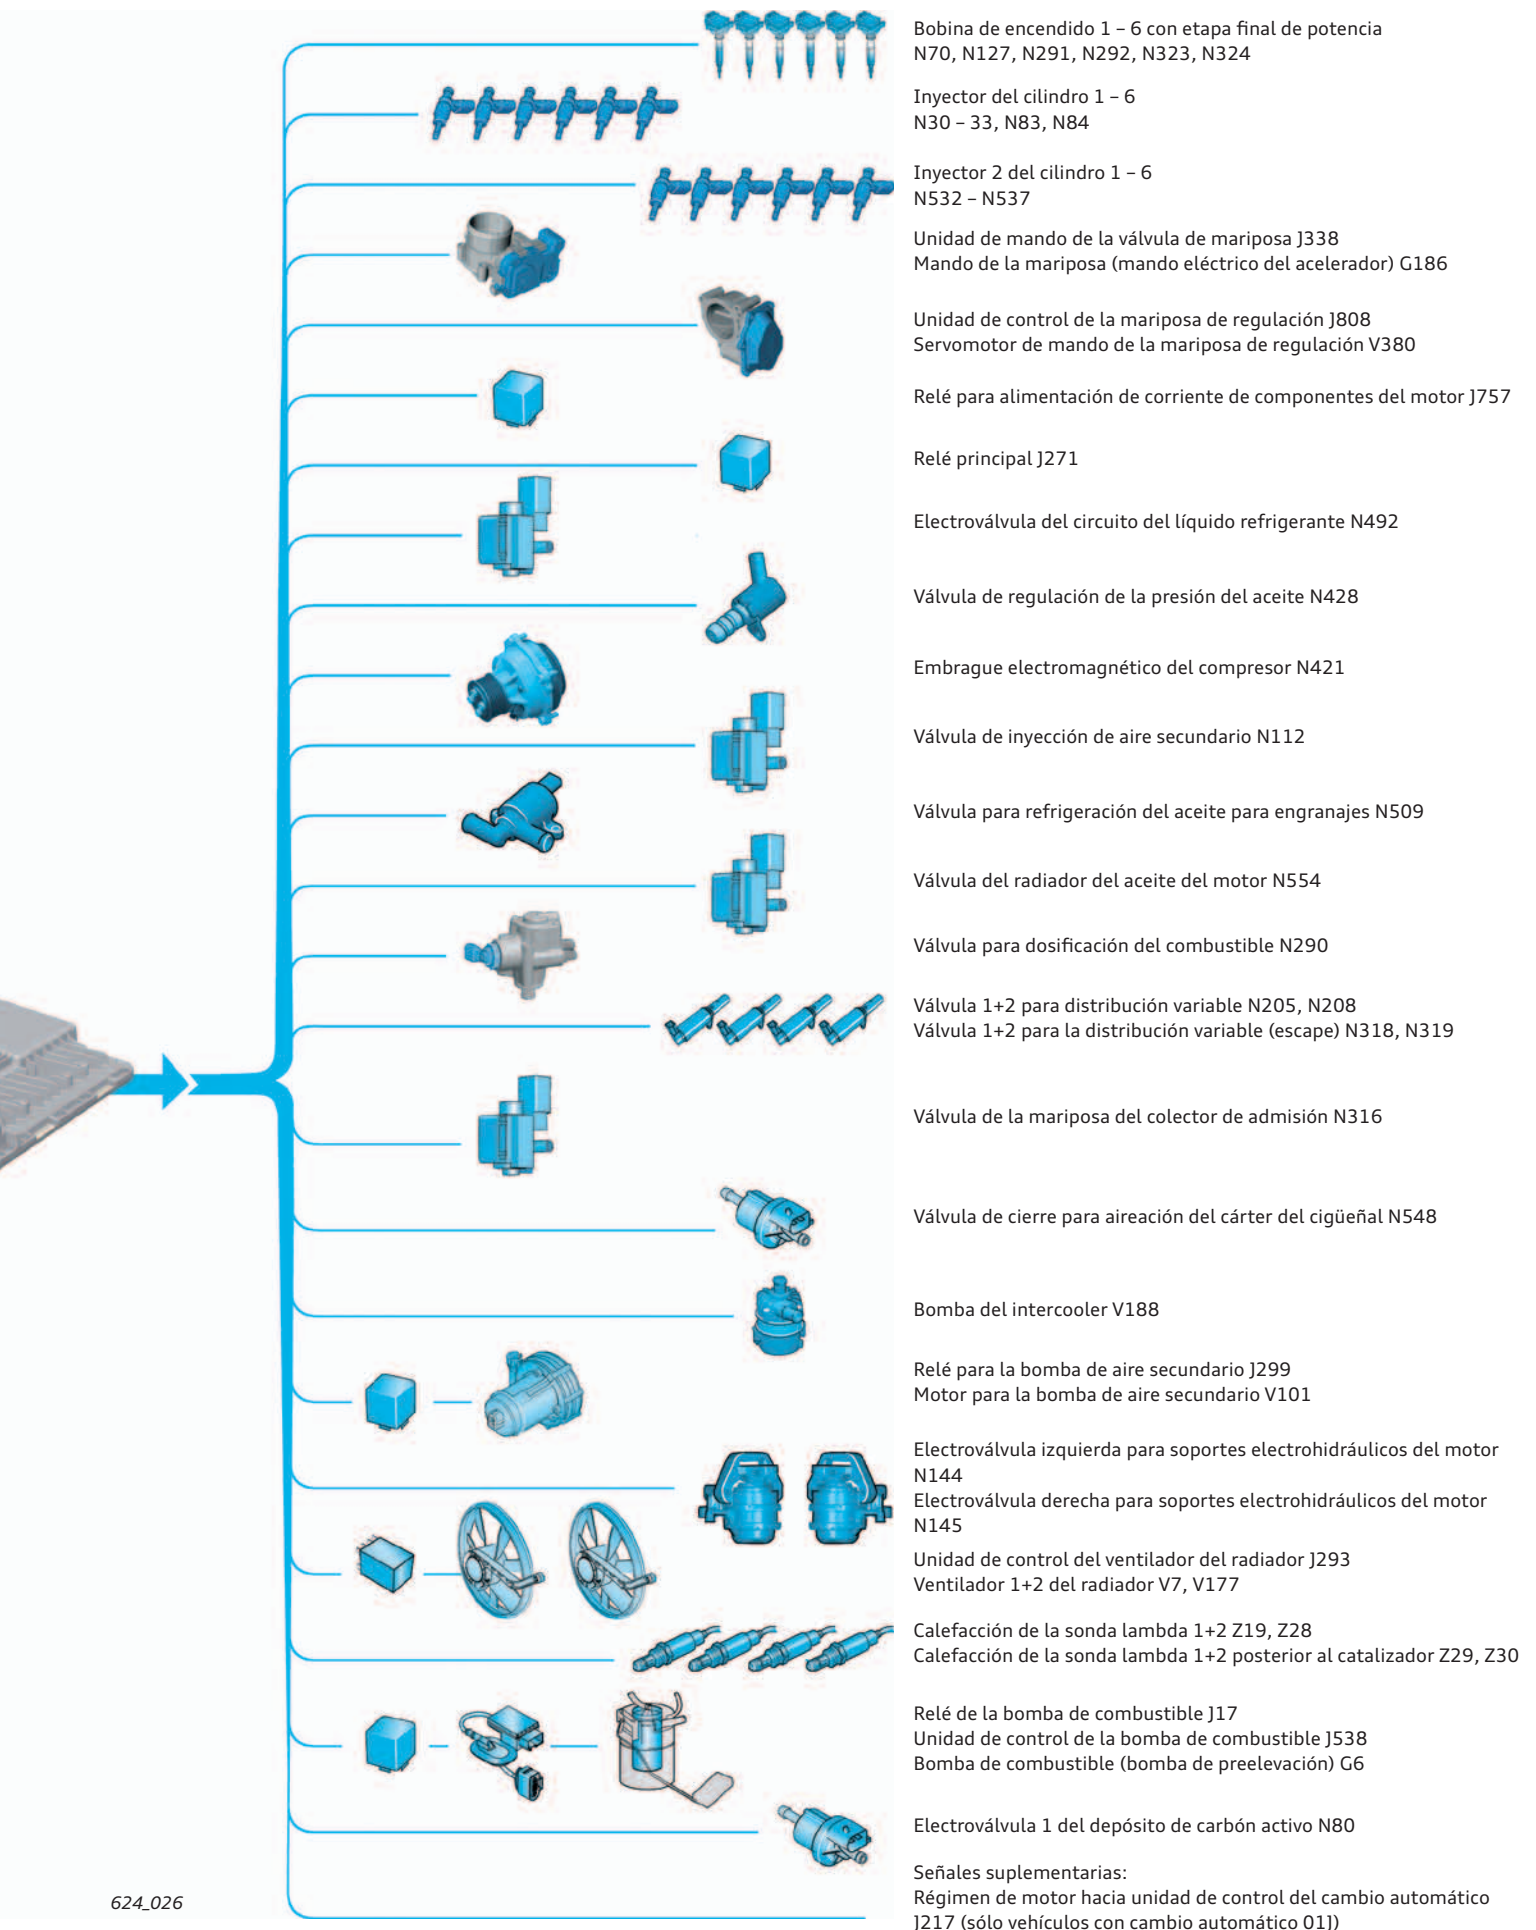 Bobina de encendido 1 – 6 con etapa final de potencia
N70, N127, N291, N292, N323, N324
Inyector del cilindro 1 – 6
N30 – 33, N83, N84
Inyector 2 del cilindro 1 – 6
N532 – N537
Unidad de mando de la válvula de mariposa J338
Mando de la mariposa (mando eléctrico del acelerador) G186
Unidad de control de la mariposa de regulación J808
Servomotor de mando de la mariposa de regulación V380
Relé para alimentación de corriente de componentes del motor J757
Relé principal J271
Electroválvula del circuito del líquido refrigerante N492
Válvula de regulación de la presión del aceite N428
Embrague electromagnético del compresor N421
Válvula de inyección de aire secundario N112
Válvula para refrigeración del aceite para engranajes N509
Válvula del radiador del aceite del motor N554
Válvula para dosificación del combustible N290
Válvula 1+2 para distribución variable N205, N208
Válvula 1+2 para la distribución variable (escape) N318, N319
Válvula de la mariposa del colector de admisión N316
Válvula de cierre para aireación del cárter del cigüeñal N548
Bomba del intercooler V188
Relé para la bomba de aire secundario J299
Motor para la bomba de aire secundario V101
Electroválvula izquierda para soportes electrohidráulicos del motor
N144
Electroválvula derecha para soportes electrohidráulicos del motor
N145
Unidad de control del ventilador del radiador J293
Ventilador 1+2 del radiador V7, V177
Calefacción de la sonda lambda 1+2 Z19, Z28
Calefacción de la sonda lambda 1+2 posterior al catalizador Z29, Z30
Relé de la bomba de combustible J17
Unidad de control de la bomba de combustible J538
Bomba de combustible (bomba de preelevación) G6
Electroválvula 1 del depósito de carbón activo N80
Señales suplementarias:
Régimen de motor hacia unidad de control del cambio automático
J217 (sólo vehículos con cambio automático 01J)
624_026